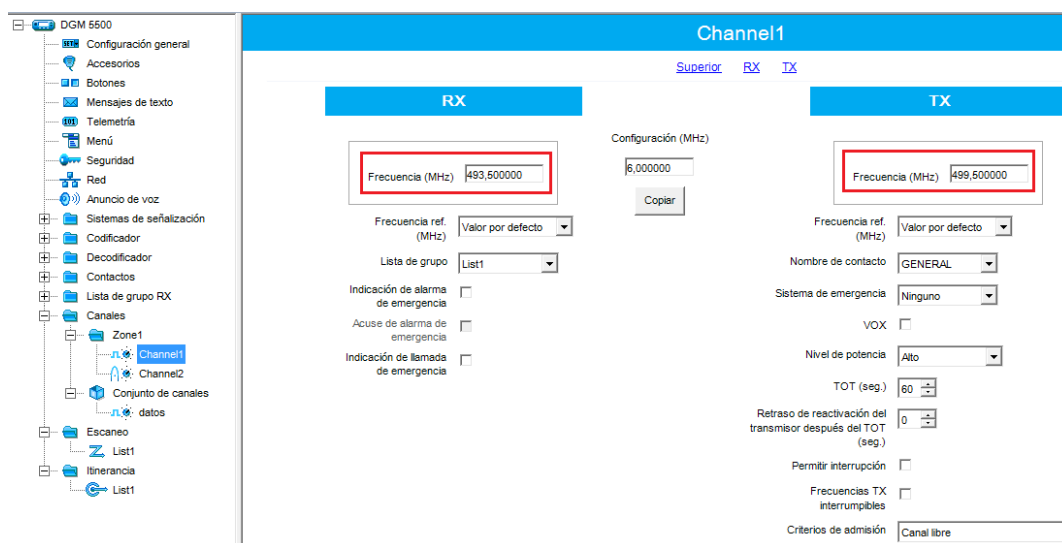 DGM 5500
Configuración general
Accesorios
Botones
Mensajes de texto
Telemetría
Menú
Seguridad
Red
Anuncio de voz
Sistemas de señalización
Codificador
Decodificador
Contactos
Lista de grupo RX
Canales
Zone1
Channel1
Channel2
Conjunto de canales
datos
Escaneo
List1
Itinerancia
List1
Channel1
Superior RX TX
RX
Frecuencia (MHz) 493,500000
Frecuencia ref.
(MHz)
Valor por defecto
Lista de grupo List1
Indicación de alarma
de emergencia
Acuse de alarma de
emergencia
Indicación de llamada
de emergencia
Configuración (MHz)
6,000000
Copiar
TX
Frecuencia (MHz) 499,500000
Frecuencia ref.
(MHz)
Valor por defecto
Nombre de contacto GENERAL
Sistema de emergencia Ninguno
VOX
Nivel de potencia Alto
TOT (seg.) 60
Retraso de reactivación del
transmisor después del TOT
(seg.)
0
Permitir interrupción
Frecuencias TX
interrumpibles
Criterios de admisión Canal libre